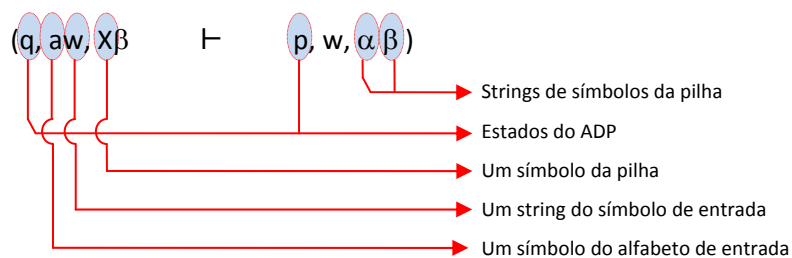 (q, aw, Xβ ⊢ p, w, α β )
Strings de símbolos da pilha
Estados do ADP
Um símbolo da pilha
Um string do símbolo de entrada
Um símbolo do alfabeto de entrada